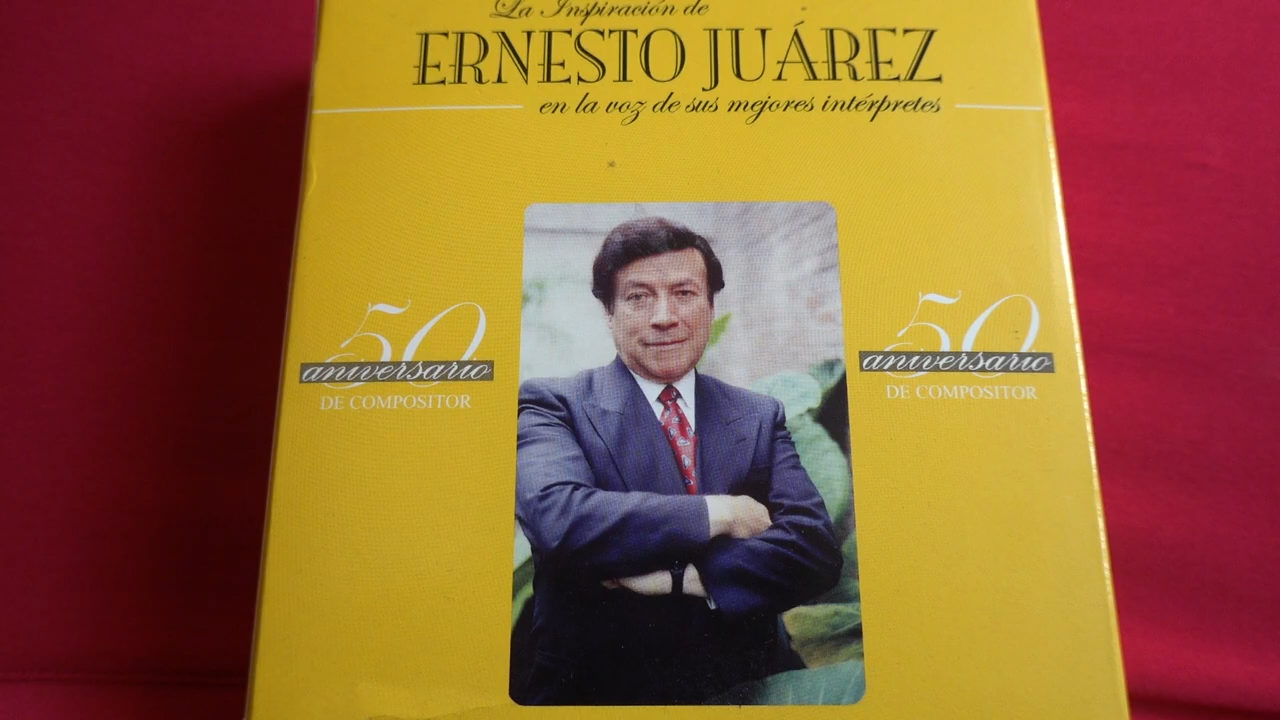 La Inspiración de
ERNESTO JUÁREZ
en la voz de sus mejores intérpretes
50
aniversario
DE COMPOSITOR
50
aniversario
DE COMPOSITOR